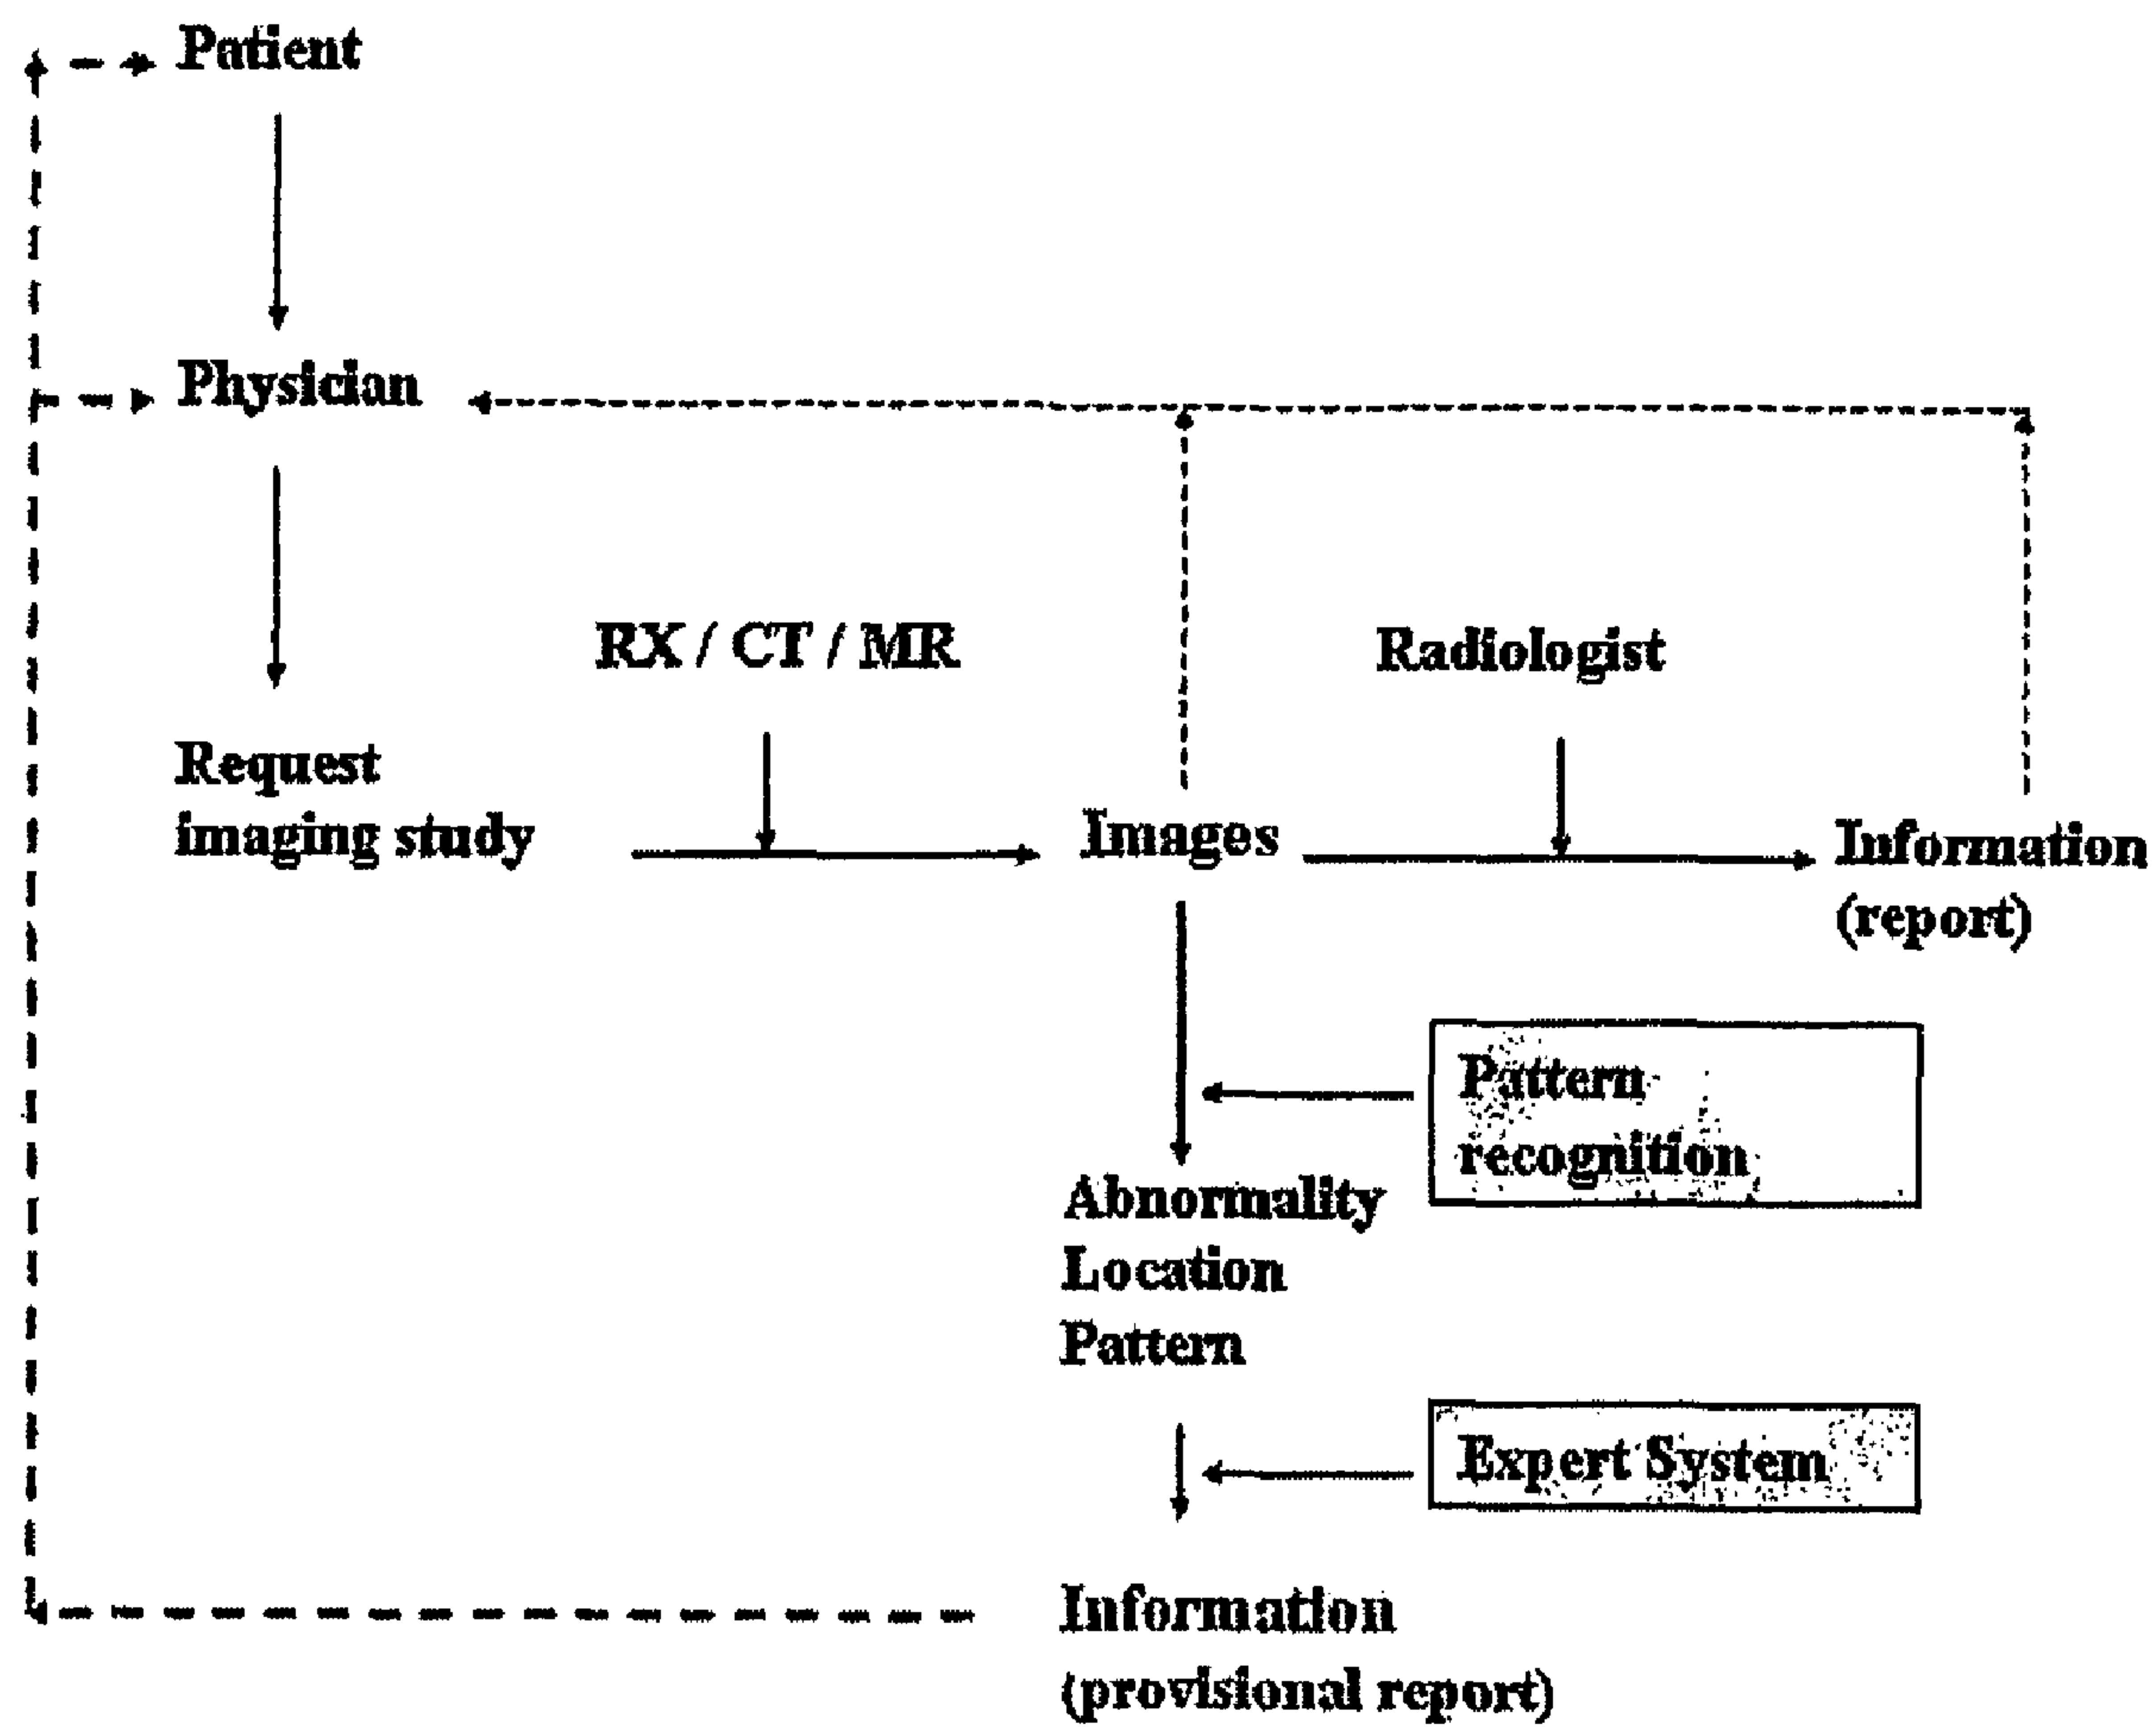 Patient
Physician
RX / CT / MR
Radiologist
Request
imaging study
Images
Information
(report)
Pattern
recognition
Abnormality
Location
Pattern
Expert System
Information
(provisional report)